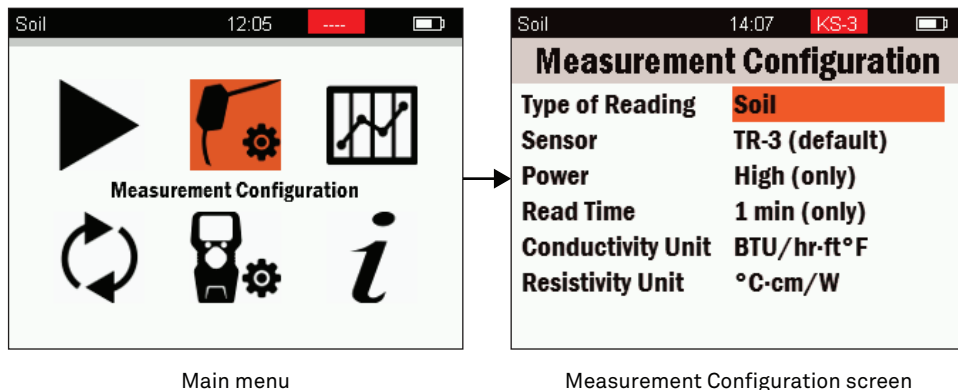 Soil 12:05 ----
Measurement Configuration
i
Main menu
Soil 14:07 KS-3
Measurement Configuration
Type of Reading Soil
Sensor TR-3 (default)
Power High (only)
Read Time 1 min (only)
Conductivity Unit BTU/hr·ft°F
Resistivity Unit °C·cm/W
Measurement Configuration screen